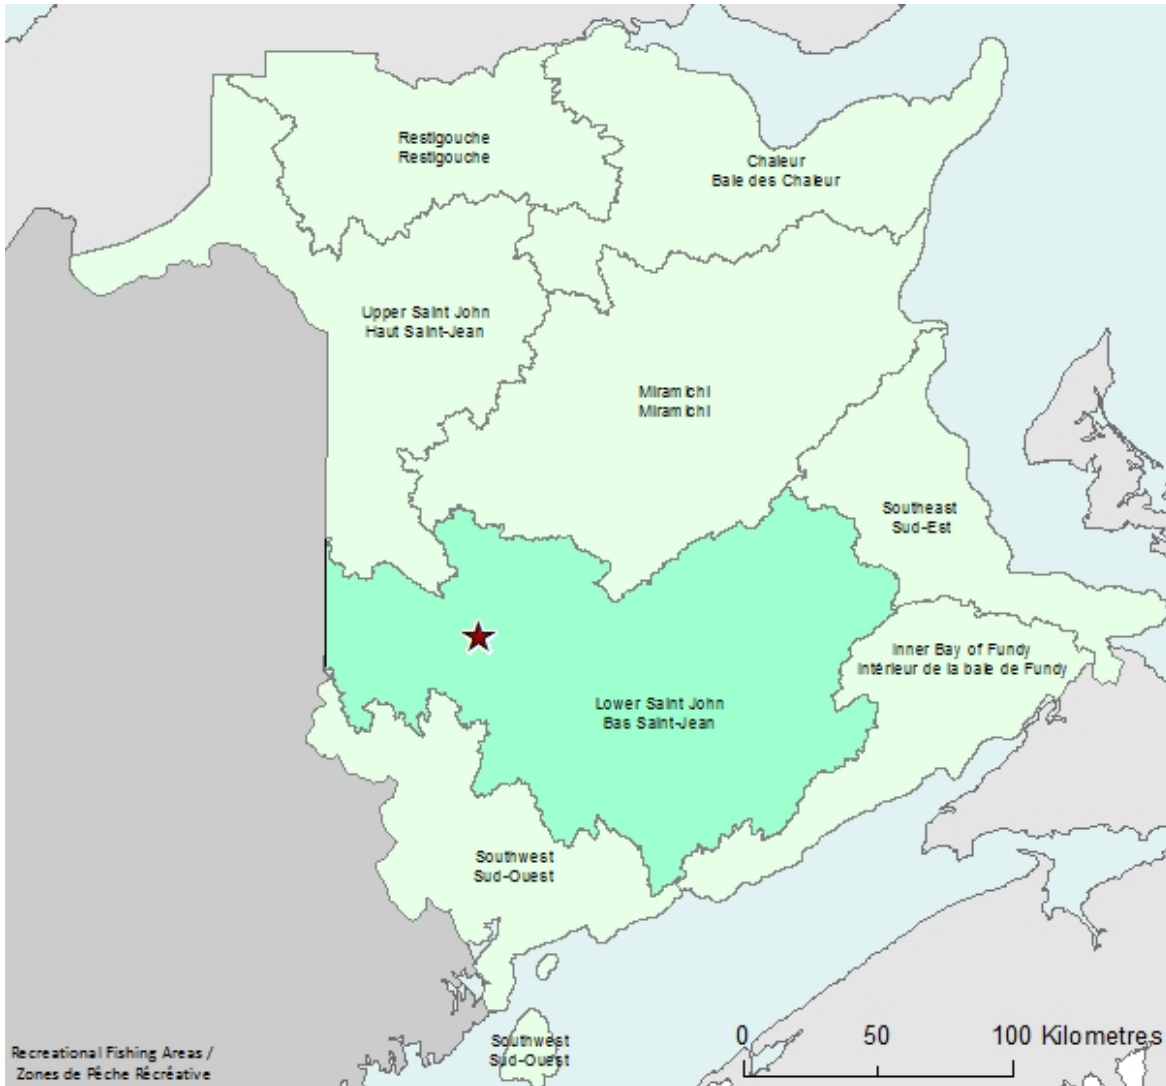 Restigouche
Restigouche
Chaleur
Baie des Chaleur
Upper Saint John
Haut Saint-Jean
Miramichi
Miramichi
Southeast
Sud-Est
Inner Bay of Fundy
Intérieur de la baie de Fundy
Lower Saint John
Bas Saint-Jean
Southwest
Sud-Ouest
Southwest
Sud-Ouest
0 50 100 Kilometres
Recreational Fishing Areas /
Zones de Pêche Récréative